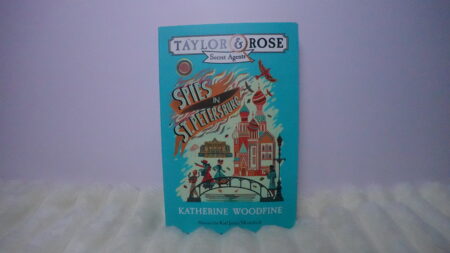 TAYLOR & ROSE
Secret Agents
SPIES IN
ST. PETERSBURG
KATHERINE WOODFINE